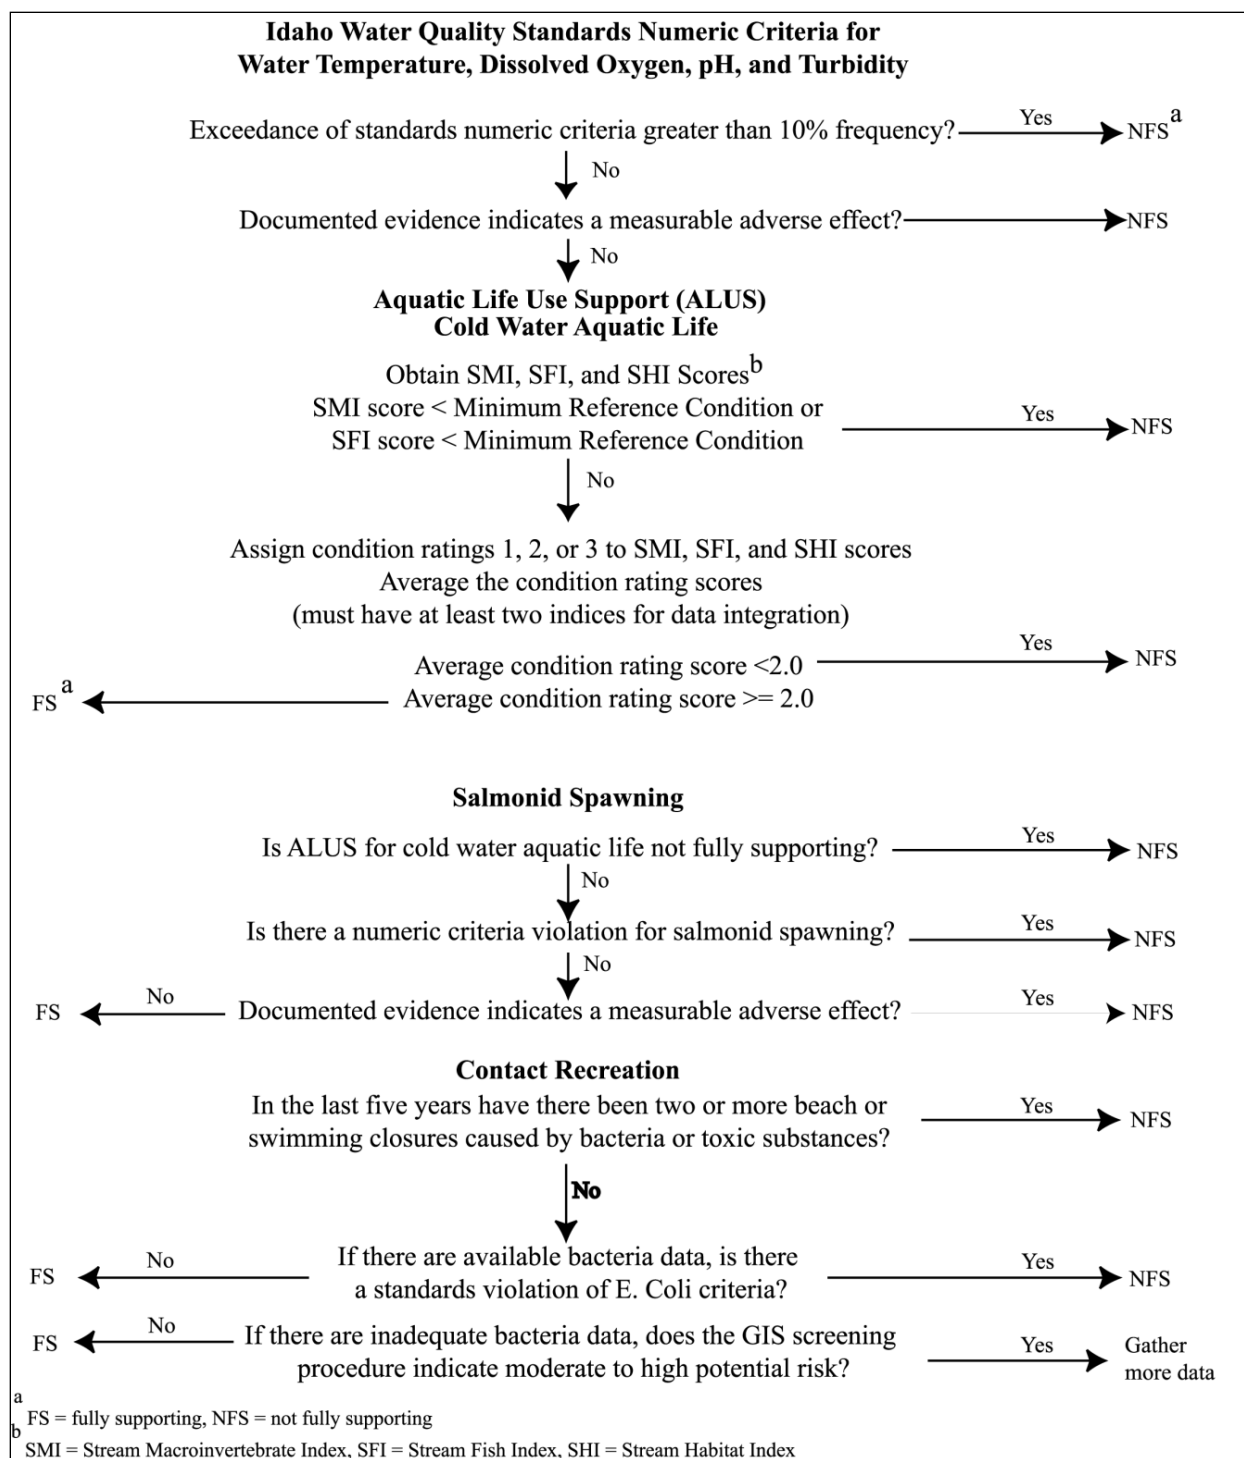 Idaho Water Quality Standards Numeric Criteria for
Water Temperature, Dissolved Oxygen, pH, and Turbidity
Exceedance of standards numeric criteria greater than 10% frequency? Yes NFS a
No
Documented evidence indicates a measurable adverse effect? NFS
No
Aquatic Life Use Support (ALUS)
Cold Water Aquatic Life
Obtain SMI, SFI, and SHI Scores b
SMI score < Minimum Reference Condition or
SFI score < Minimum Reference Condition
Yes NFS
No
Assign condition ratings 1, 2, or 3 to SMI, SFI, and SHI scores
Average the condition rating scores
(must have at least two indices for data integration)
Average condition rating score <2.0 Yes NFS
FS a Average condition rating score >= 2.0
Salmonid Spawning
Is ALUS for cold water aquatic life not fully supporting? Yes NFS
No
Is there a numeric criteria violation for salmonid spawning? Yes NFS
No
FS No Documented evidence indicates a measurable adverse effect? Yes NFS
Contact Recreation
In the last five years have there been two or more beach or
swimming closures caused by bacteria or toxic substances?
Yes NFS
No
FS No
If there are available bacteria data, is there
a standards violation of E. Coli criteria?
Yes NFS
FS No
If there are inadequate bacteria data, does the GIS screening
procedure indicate moderate to high potential risk?
Yes
Gather
more data
a FS = fully supporting, NFS = not fully supporting
b SMI = Stream Macroinvertebrate Index, SFI = Stream Fish Index, SHI = Stream Habitat Index